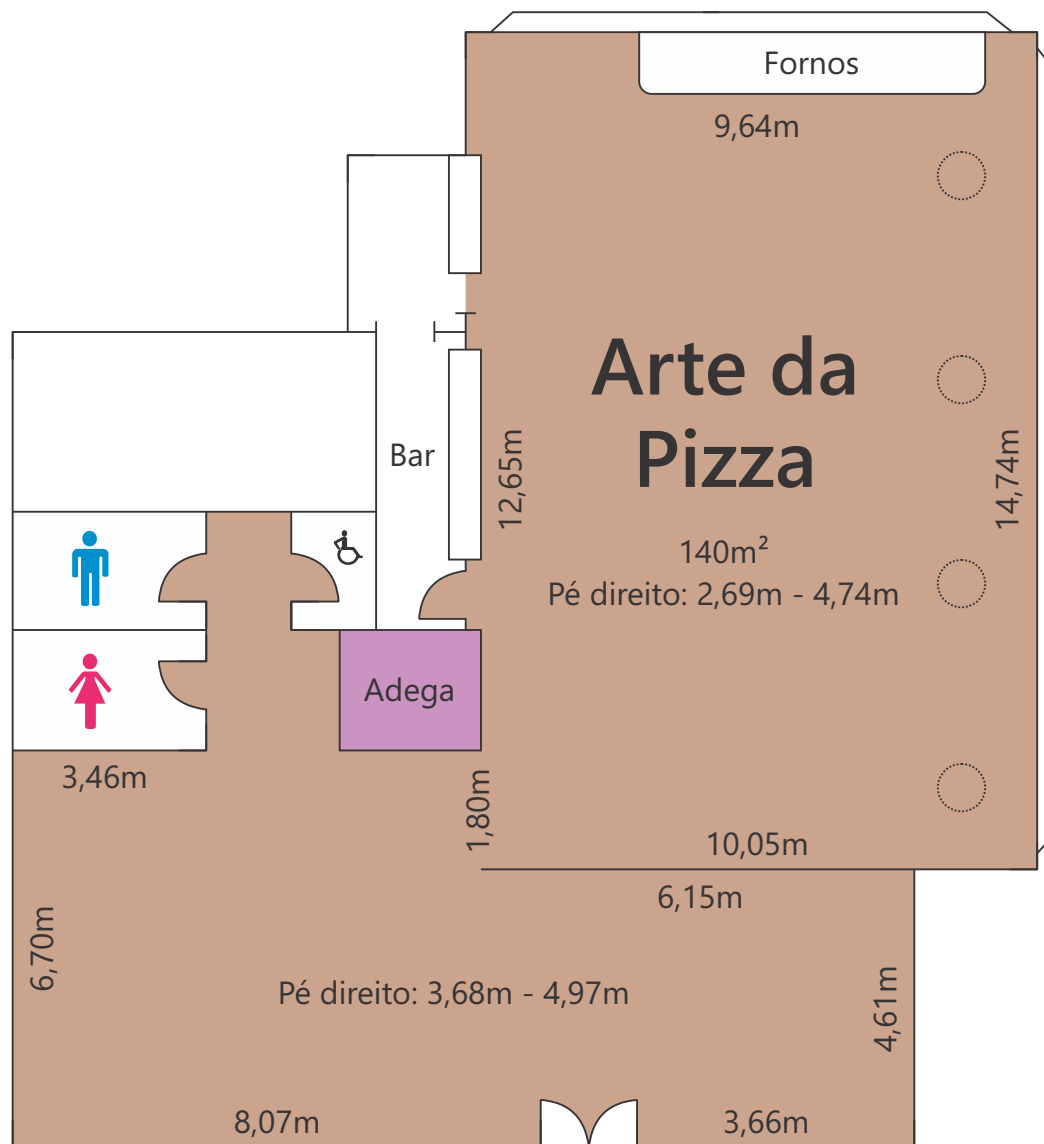 Fornos
9,64m
Arte da
Pizza
12,65m
Bar
14,74m
140m²
Pé direito: 2,69m - 4,74m
Adega
3,46m
1,80m
10,05m
6,15m
6,70m
Pé direito: 3,68m - 4,97m
4,61m
8,07m
3,66m